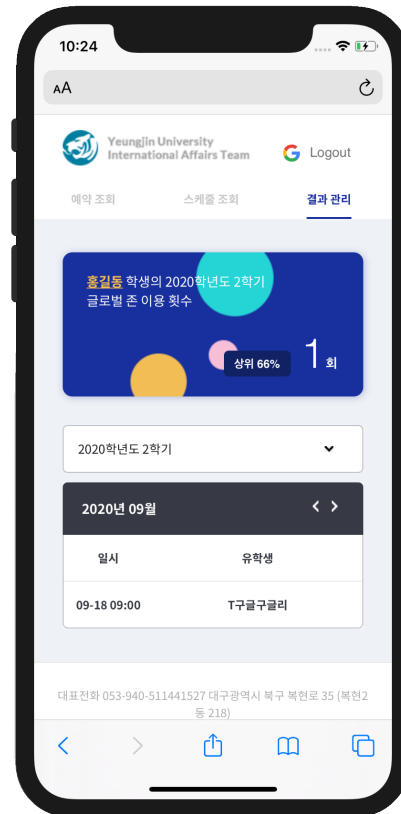 10:24
AA
Yeungjin University
International Affairs Team
Logout
예약 조회
스케줄 조회
결과 관리
홍길동 학생의 2020학년도 2학기
글로벌 존 이용 횟수
상위 66%
1 회
2020학년도 2학기
2020년 09월
일시
유학생
09-18 09:00
T구글구글리
대표전화 053-940-511441527 대구광역시 북구 복현로 35 (복현2
동 218)